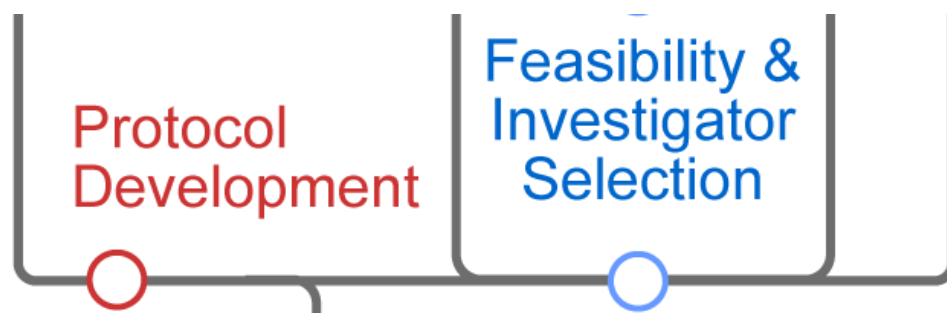 Protocol
Development
Feasibility &
Investigator
Selection